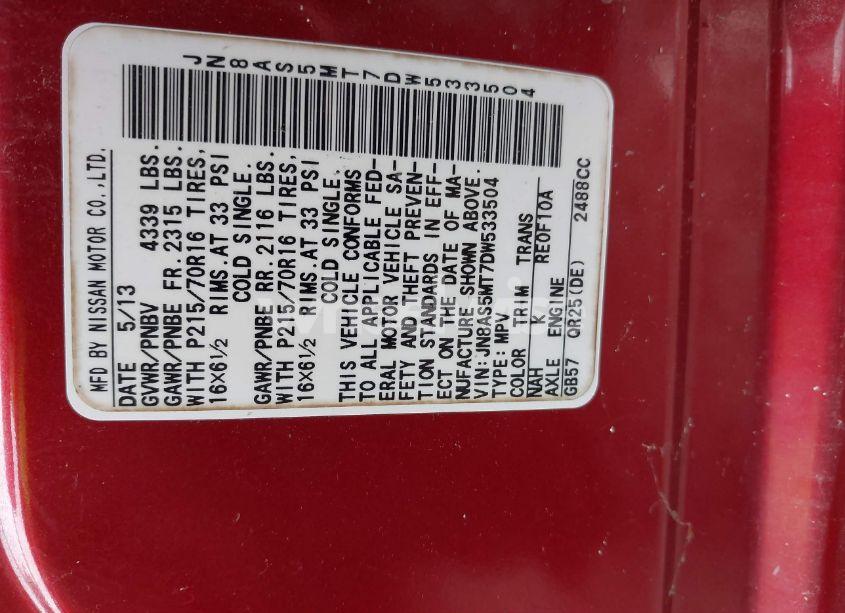 JN8AS5MT7DW533504
MFD BY NISSAN MOTOR CO.,LTD.
DATE 5/13
GVWR/PNBV 4339 LBS.
GAWR/PNBE FR. 2315 LBS.
WITH P215/70R16 TIRES,
16X6½ RIMS.AT 33 PSI
COLD SINGLE.
GAWR/PNBE RR. 2116 LBS.
WITH P215/70R16 TIRES,
16X6½ RIMS.AT 33 PSI
COLD SINGLE.
THIS VEHICLE CONFORMS
TO ALL APPLICABLE FED-
ERAL MOTOR VEHICLE SA-
FETY AND THEFT PREVEN-
TION STANDARDS IN EFF-
ECT ON THE DATE OF MA-
NUFACTURE SHOWN ABOVE.
VIN:JN8AS5MT7DW533504
TYPE: MPV
COLOR TRIM TRANS
NAH K RE0F10A
AXLE ENGINE
GB57 QR25(DE) 2488CC